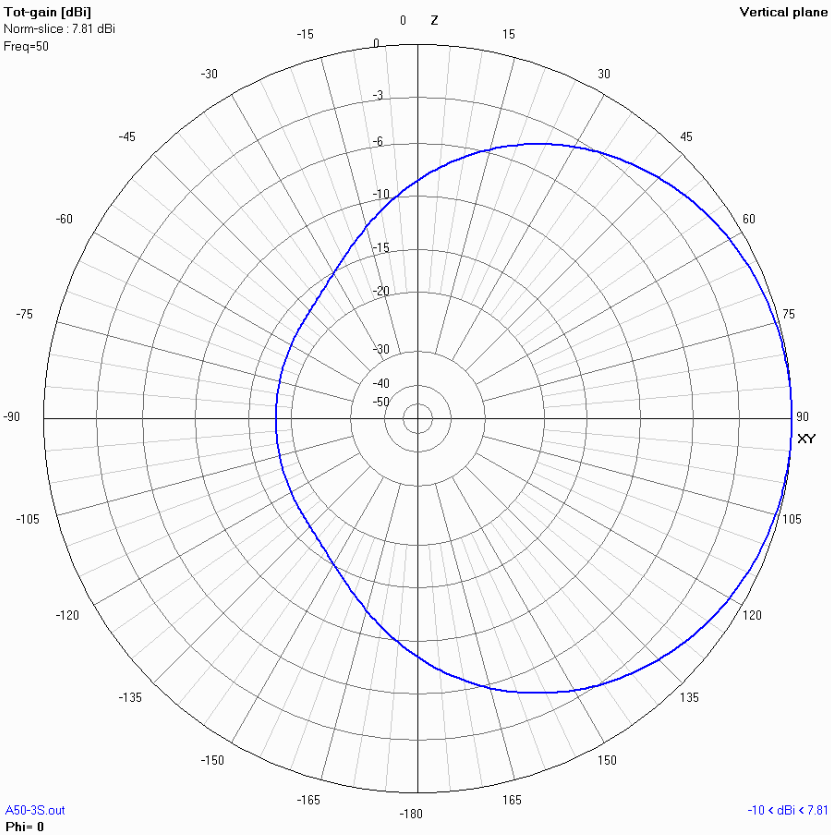 Tot-gain [dBi]
Norm-slice : 7.81 dBi
Freq=50
Vertical plane
0 Z
-15 15
-30 30
-45 45
-60 60
-75 75
-90 90
XY
-105 105
-120 120
-135 135
-150 150
-165 165
-180
0
-3
-6
-10
-15
-20
-30
-40
-50
A50-3S.out
-10 < dBi < 7.81
Phi= 0